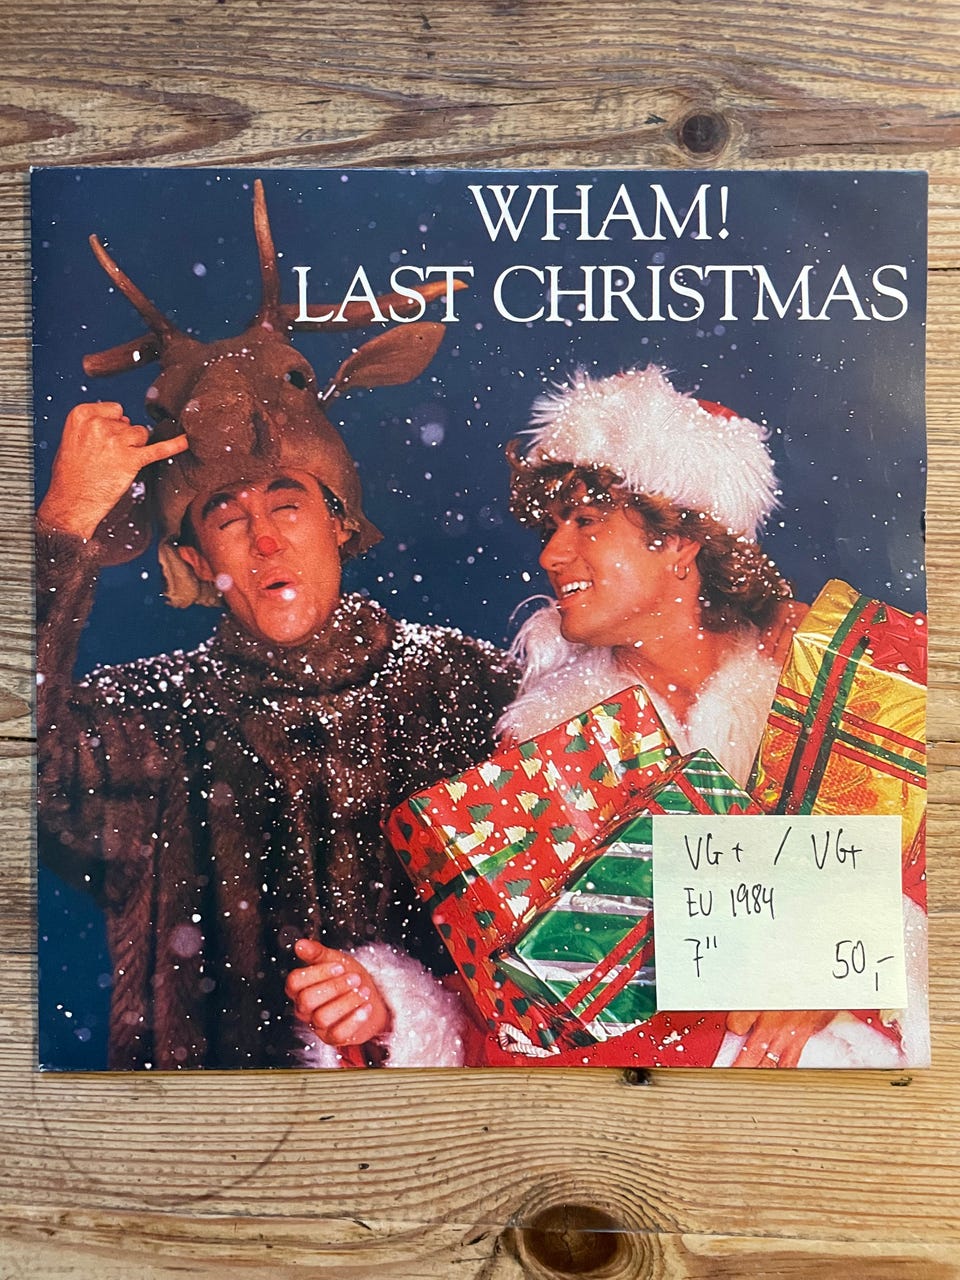 WHAM!
LAST CHRISTMAS
VG+ / VG+
EU 1984
7" 50,-